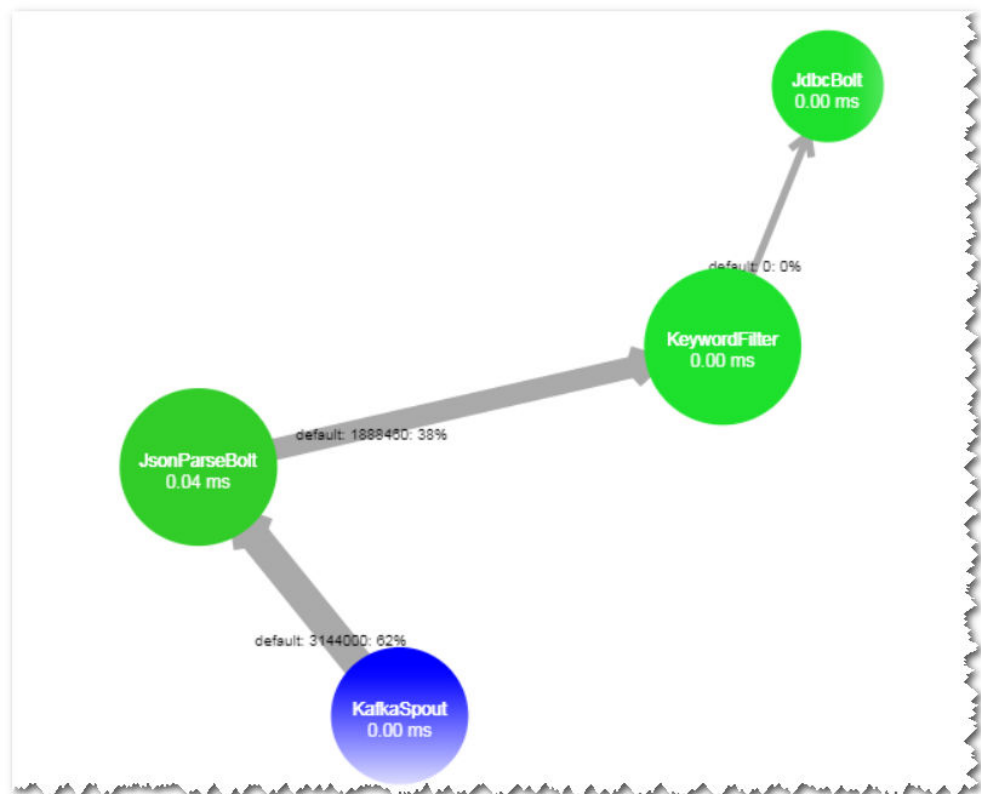 JdbcBolt
0.00 ms
default: 0: 0%
KeywordFilter
0.00 ms
default: 1888460: 38%
JsonParseBolt
0.04 ms
default: 3144000: 62%
KafkaSpout
0.00 ms